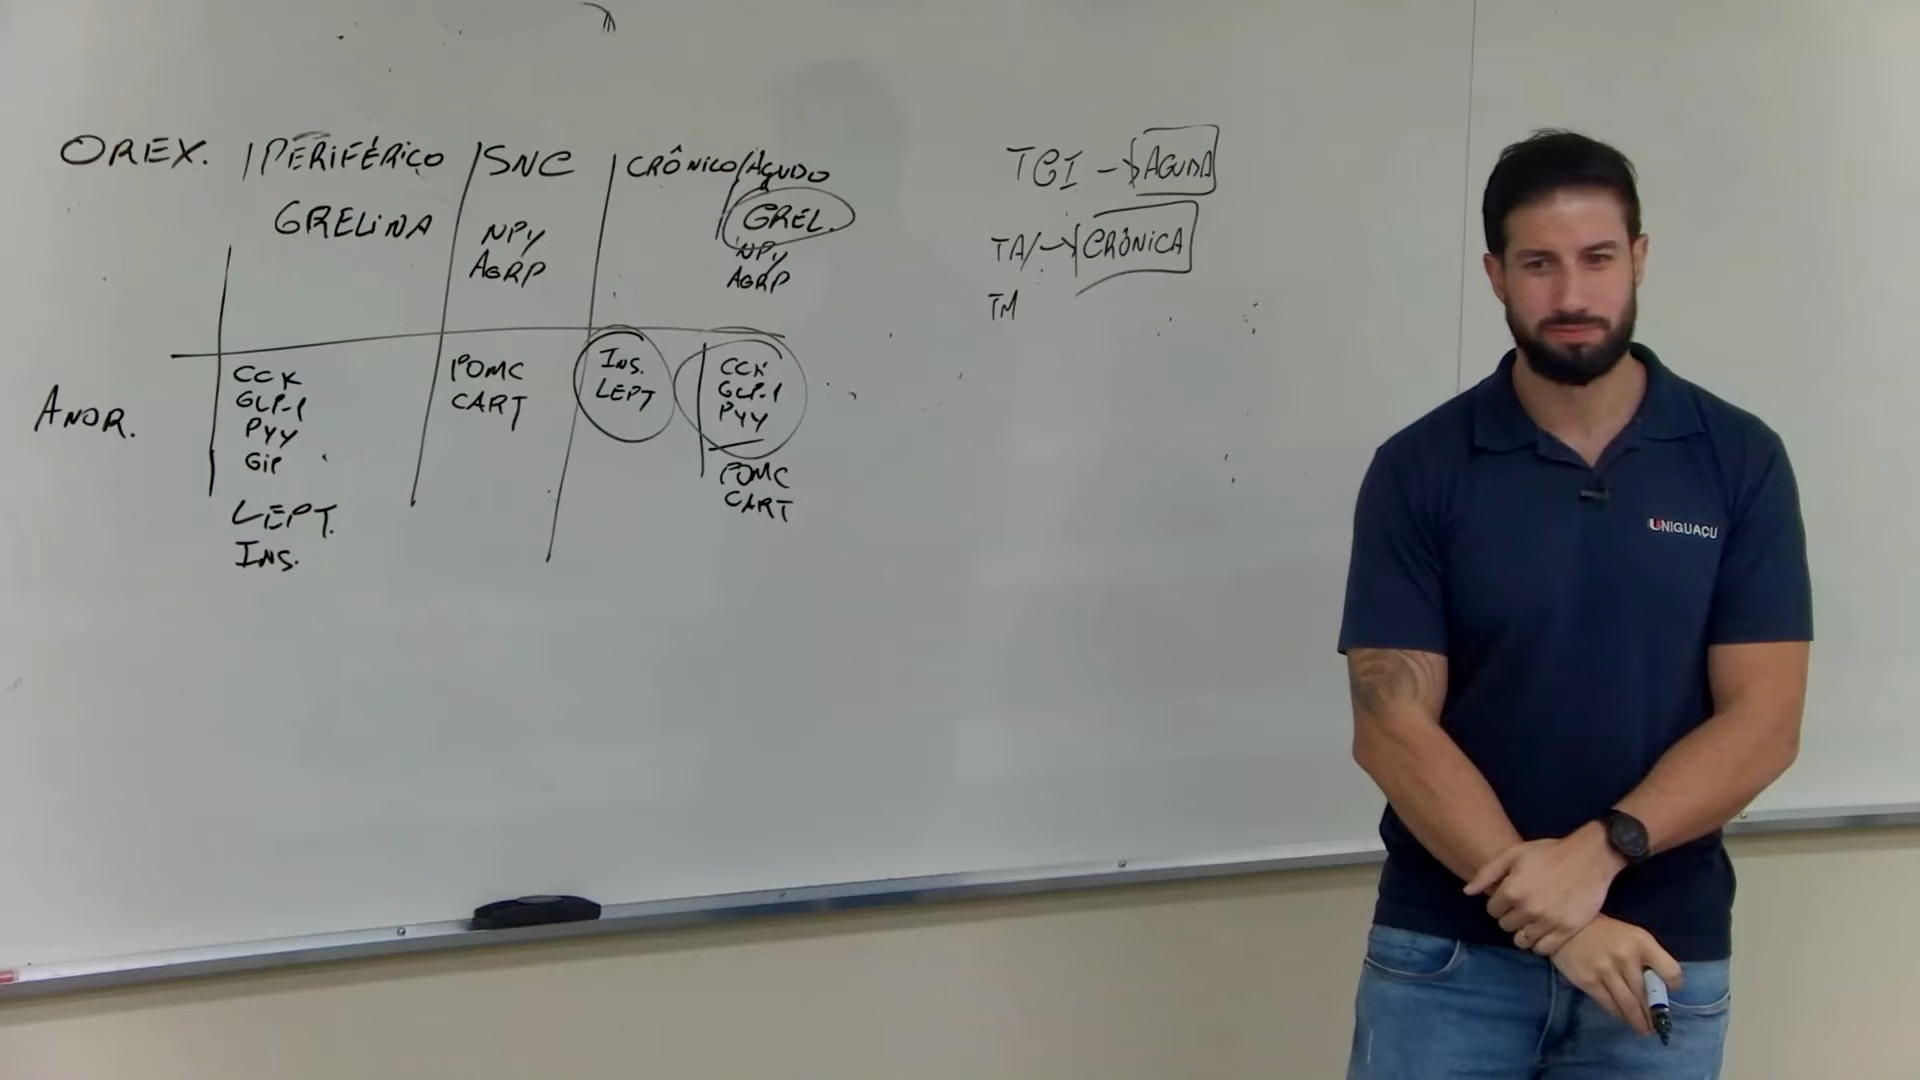 OREX. | PERIFÉRICO | SNC | CRÔNICO/AGUDO
GRELINA
NPY
AGRP
GREL.
NPY
AGRP
ANOR.
CCK
GLP-1
PYY
GIP
LEPT.
INS.
POMC
CART
INS.
LEPT
CCK
GLP-1
PYY
POMC
CART
TGI → AGUDA
TA/ → CRÔNICA
TM
UNIGUAÇU